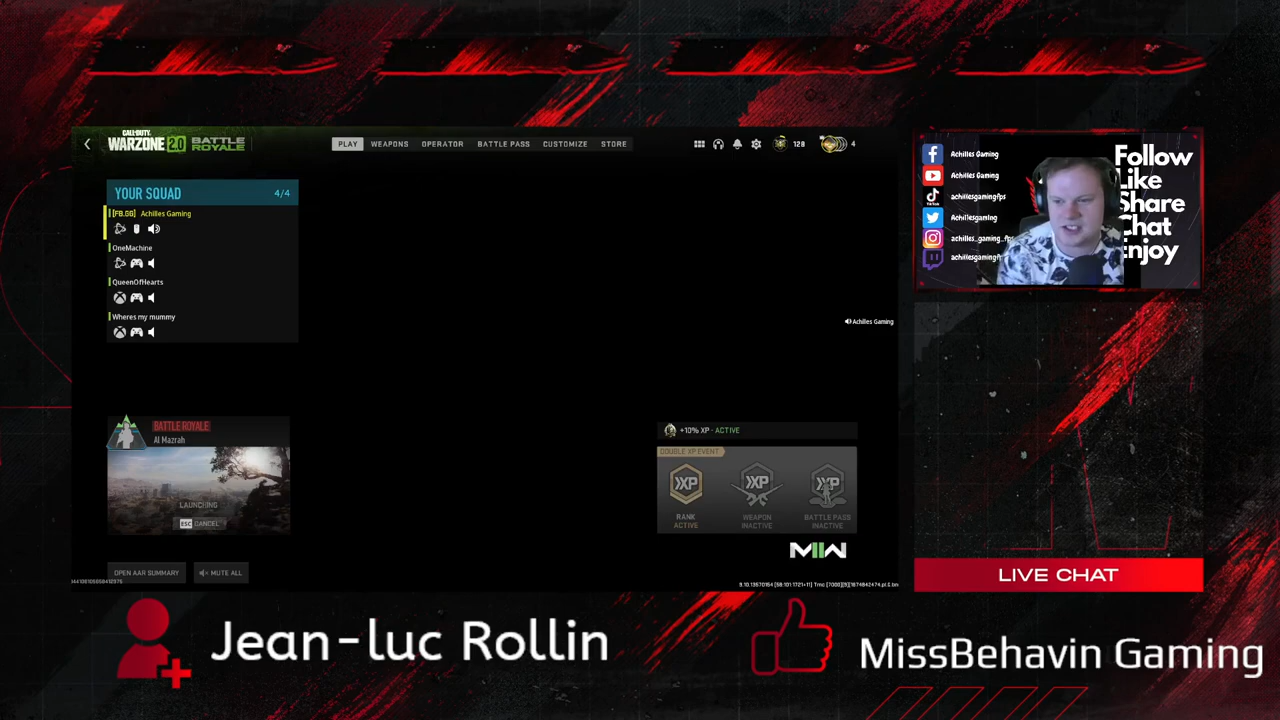 CALL OF DUTY
WARZONE 2.0 BATTLE ROYALE
PLAY WEAPONS OPERATOR BATTLE PASS CUSTOMIZE STORE
128
4
YOUR SQUAD 4/4
[FB.GG] Achilles Gaming
OneMachine
QueenOfHearts
Wheres my mummy
Achilles Gaming
BATTLE ROYALE
Al Mazrah
LAUNCHING
ESC CANCEL
OPEN AAR SUMMARY
MUTE ALL
+10% XP - ACTIVE
DOUBLE XP EVENT
XP XP XP
RANK ACTIVE
WEAPON INACTIVE
BATTLE PASS INACTIVE
MWII
Achilles Gaming
Achilles Gaming
achillesgamingfps
Achi11esgaming
achilles_gaming_fps
Follow
Like
Share
Chat
Enjoy
LIVE CHAT
Jean-luc Rollin
MissBehavin Gaming